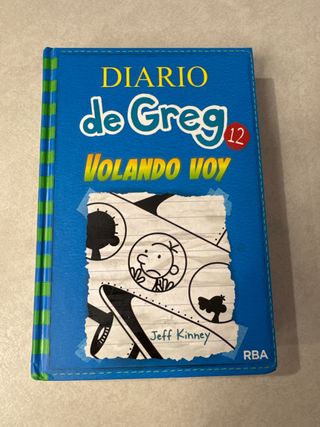 DIARIO
de Greg
12
VOLANDO VOY
Jeff Kinney
RBA